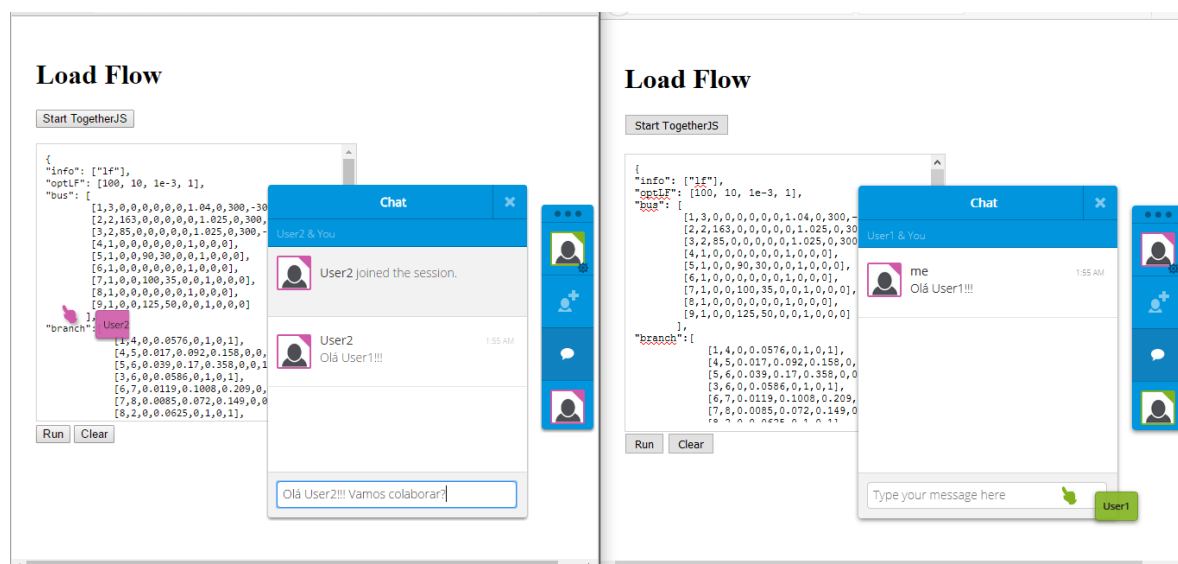 Load Flow
Start TogetherJS
{
"info": ["lf"],
"optLF": [100, 10, 1e-3, 1],
"bus": [
[1,3,0,0,0,0,0,0,1.04,0,300,-30
[2,2,163,0,0,0,0,0,1.025,0,300,
[3,2,85,0,0,0,0,0,1.025,0,300,-
[4,1,0,0,0,0,0,0,1,0,0,0],
[5,1,0,0,90,30,0,0,1,0,0,0],
[6,1,0,0,0,0,0,0,1,0,0,0],
[7,1,0,0,100,35,0,0,1,0,0,0],
[8,1,0,0,0,0,0,0,1,0,0,0],
[9,1,0,0,125,50,0,0,1,0,0,0]
],
"branch":
[1,4,0,0.0576,0,1,0,1],
[4,5,0.017,0.092,0.158,0,0,
[5,6,0.039,0.17,0.358,0,0,1
[3,6,0,0.0586,0,1,0,1],
[6,7,0.0119,0.1008,0.209,0,
[7,8,0.0085,0.072,0.149,0,0
[8,2,0,0.0625,0,1,0,1],
User2
Run Clear
Chat
User2 & You
User2 joined the session.
User2 1:55 AM
Olá User1!!!
Olá User2!!! Vamos colaborar?
Load Flow
Start TogetherJS
{
"info": ["lf"],
"optLF": [100, 10, 1e-3, 1],
"bus": [
[1,3,0,0,0,0,0,0,1.04,0,300,-
[2,2,163,0,0,0,0,0,1.025,0,30
[3,2,85,0,0,0,0,0,1.025,0,300
[4,1,0,0,0,0,0,0,1,0,0,0],
[5,1,0,0,90,30,0,0,1,0,0,0],
[6,1,0,0,0,0,0,0,1,0,0,0],
[7,1,0,0,100,35,0,0,1,0,0,0],
[8,1,0,0,0,0,0,0,1,0,0,0],
[9,1,0,0,125,50,0,0,1,0,0,0]
],
"branch":[
[1,4,0,0.0576,0,1,0,1],
[4,5,0.017,0.092,0.158,0,
[5,6,0.039,0.17,0.358,0,0
[3,6,0,0.0586,0,1,0,1],
[6,7,0.0119,0.1008,0.209,
[7,8,0.0085,0.072,0.149,0
[8,2,0,0.0625,0,1,0,1],
Run Clear
Chat
User1 & You
me 1:55 AM
Olá User1!!!
Type your message here
User1